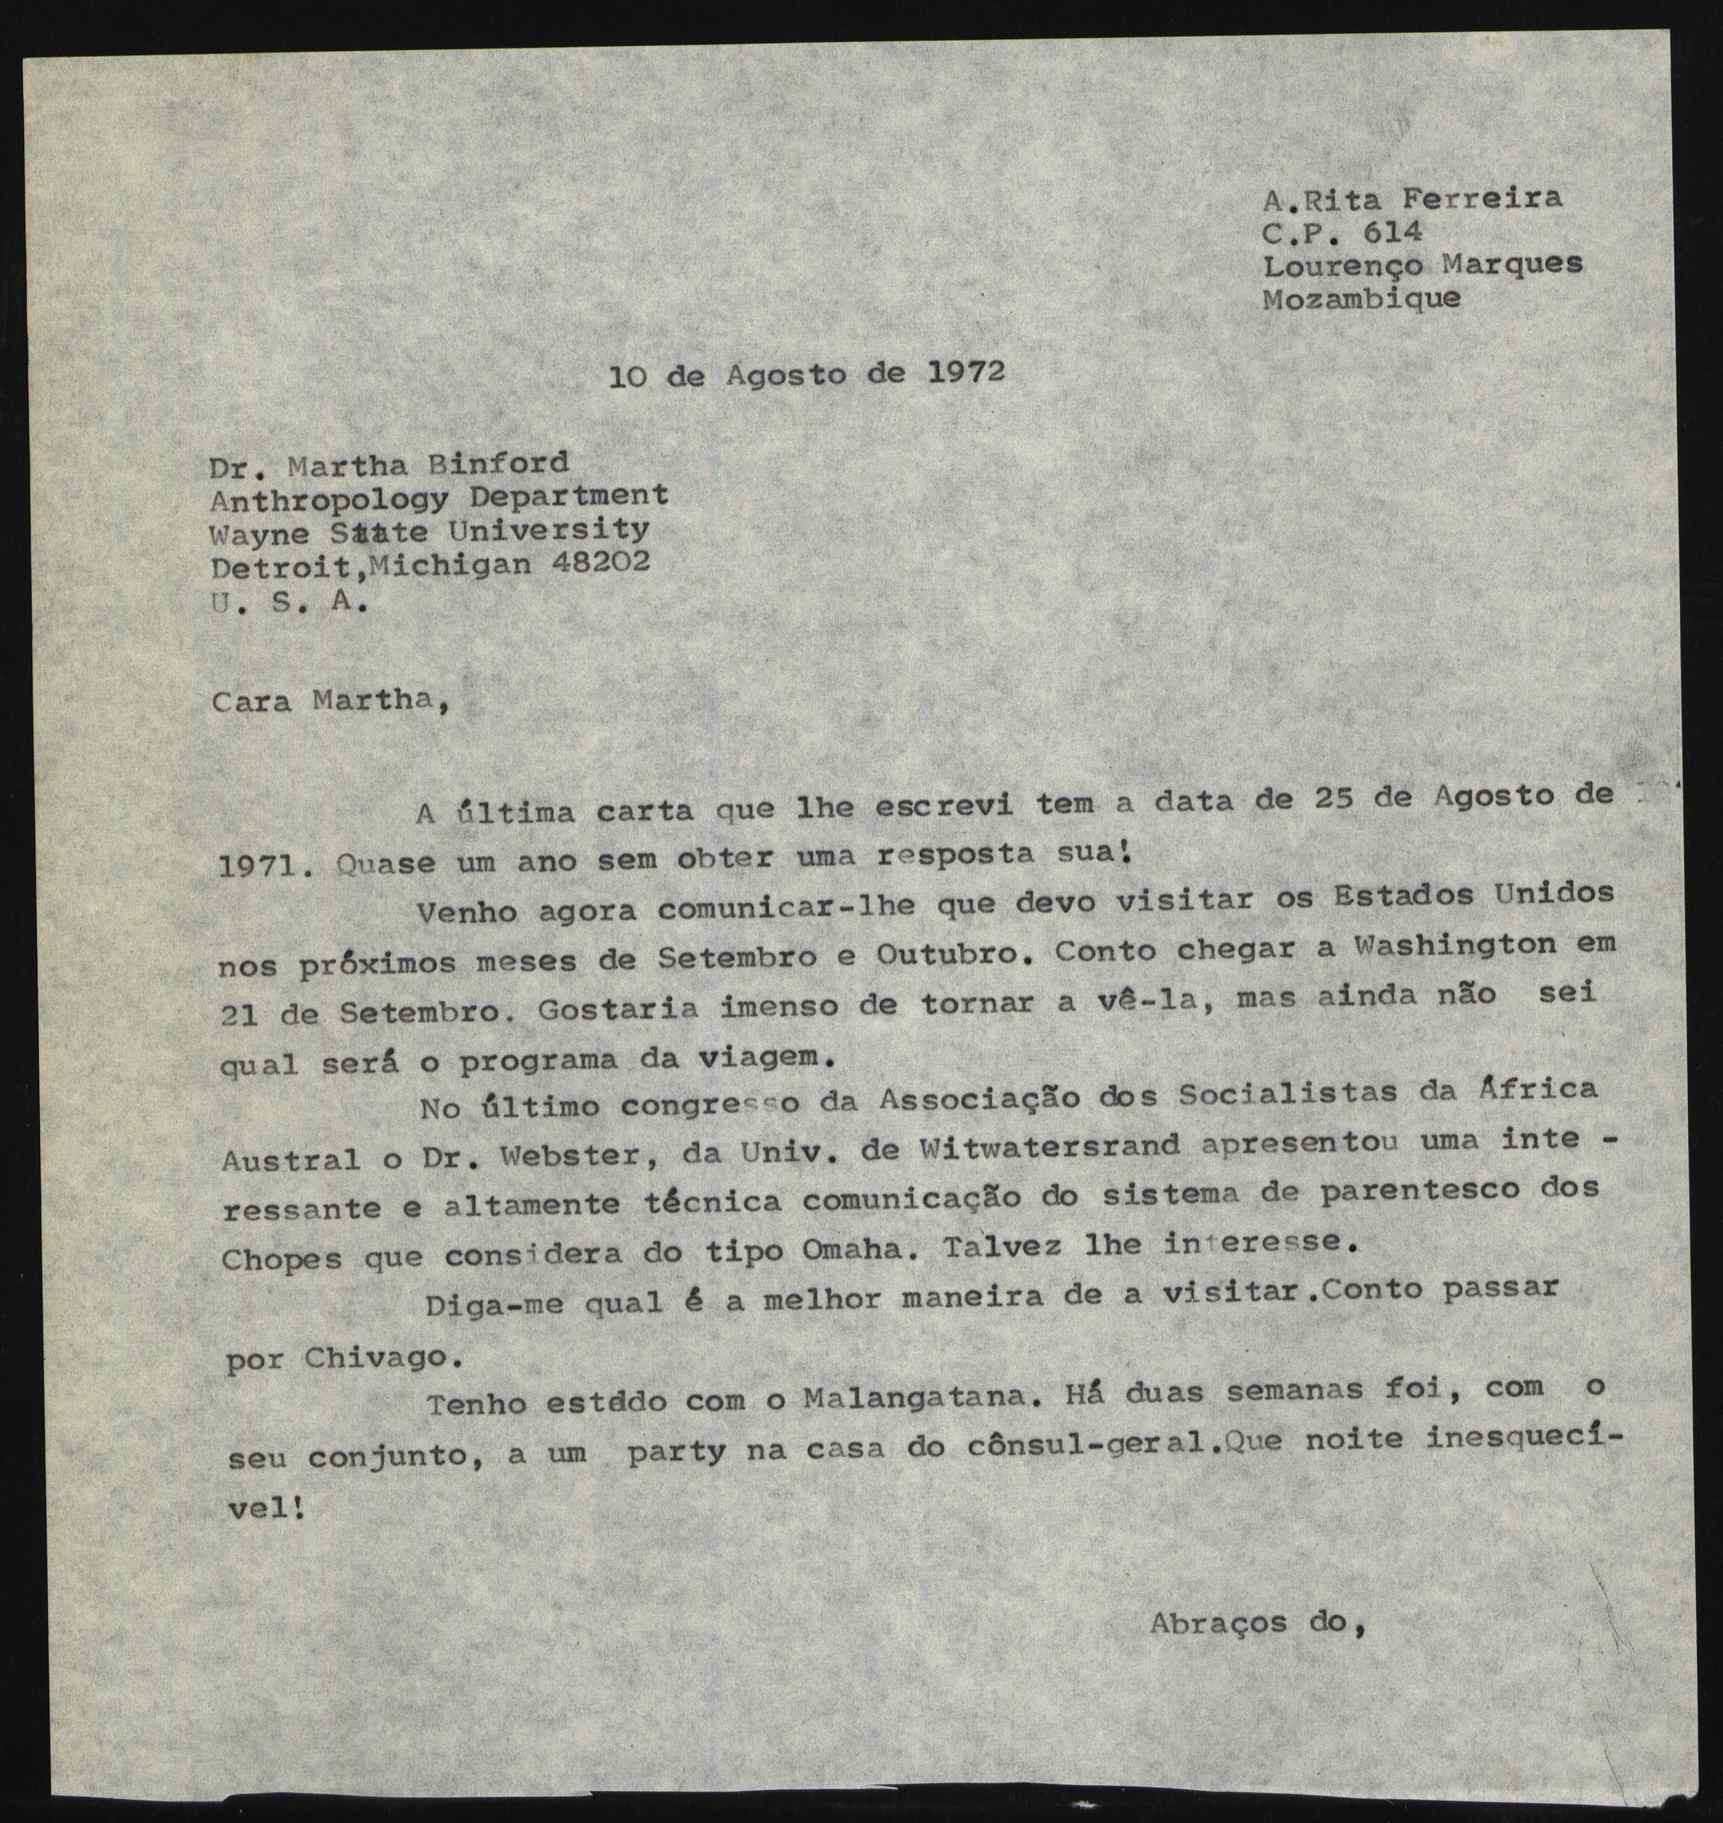 A.Rita Ferreira
C.P. 614
Lourenço Marques
Mozambique
10 de Agosto de 1972
Dr. Martha Binford
Anthropology Department
Wayne State University
Detroit,Michigan 48202
U. S. A.
Cara Martha,
A última carta que lhe escrevi tem a data de 25 de Agosto de
1971. Quase um ano sem obter uma resposta sua!
Venho agora comunicar-lhe que devo visitar os Estados Unidos
nos próximos meses de Setembro e Outubro. Conto chegar a Washington em
21 de Setembro. Gostaria imenso de tornar a vê-la, mas ainda não sei
qual será o programa da viagem.
No último congresso da Associação dos Socialistas da África
Austral o Dr. Webster, da Univ. de Witwatersrand apresentou uma inte -
ressante e altamente técnica comunicação do sistema de parentesco dos
Chopes que considera do tipo Omaha. Talvez lhe interesse.
Diga-me qual é a melhor maneira de a visitar.Conto passar
por Chivago.
Tenho estado com o Malangatana. Há duas semanas foi, com o
seu conjunto, a um party na casa do cônsul-geral.Que noite inesquecí-
vel!
Abraços do,